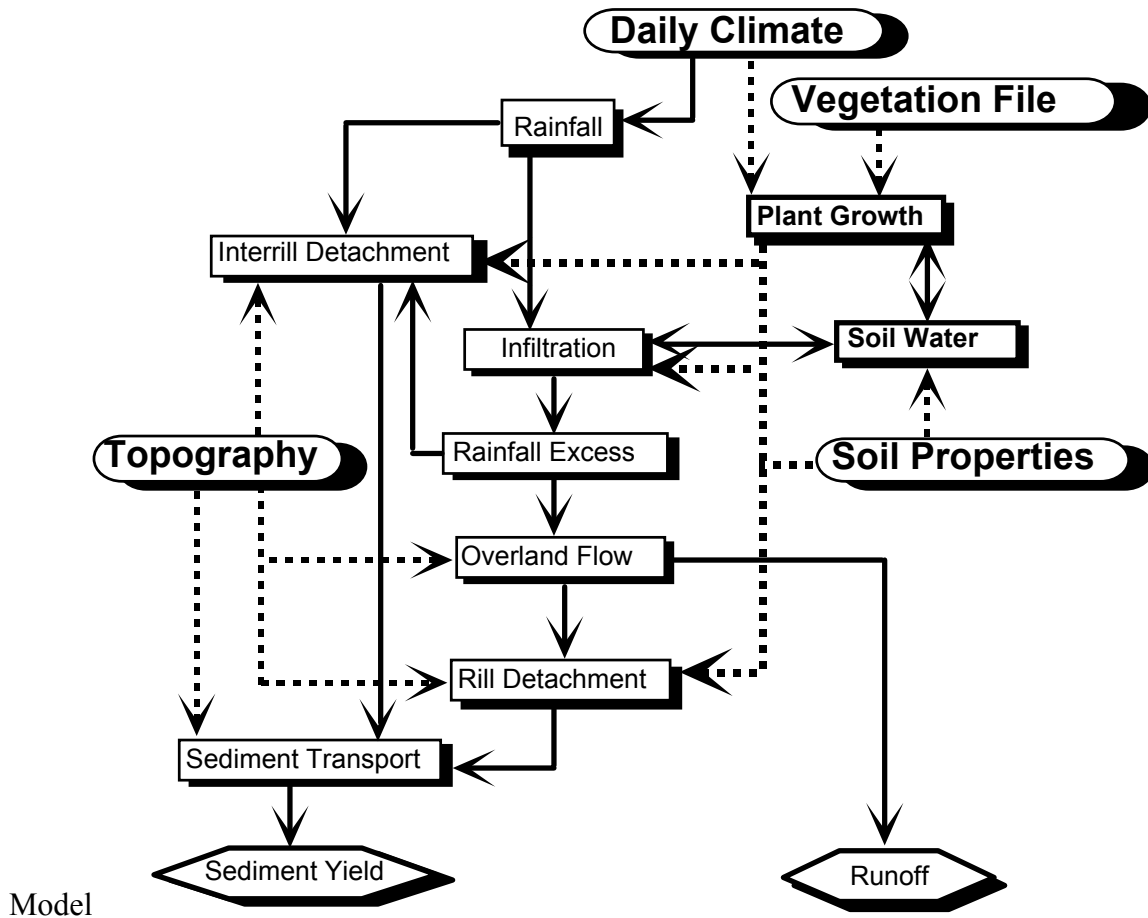 Daily Climate
Vegetation File
Rainfall
Plant Growth
Interrill Detachment
Infiltration
Soil Water
Topography
Rainfall Excess
Soil Properties
Overland Flow
Rill Detachment
Sediment Transport
Sediment Yield
Runoff
Model